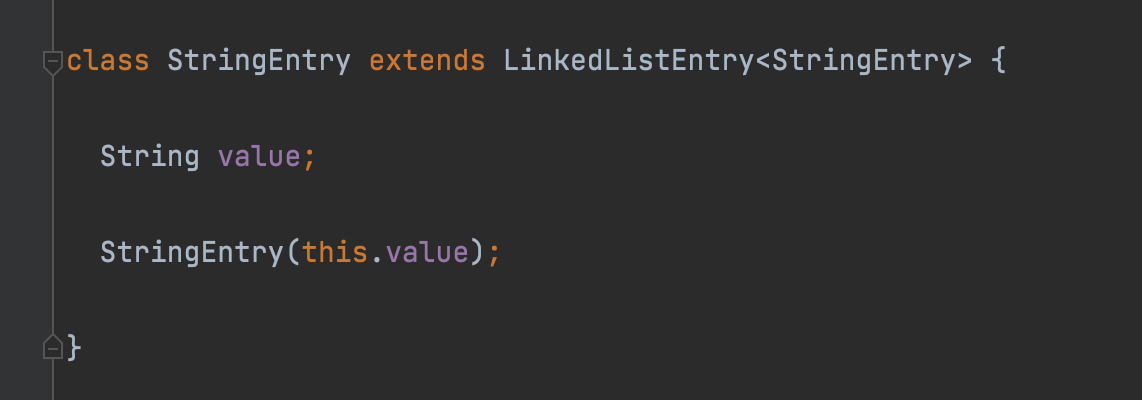 class StringEntry extends LinkedListEntry<StringEntry> {
String value;
StringEntry(this.value);
}